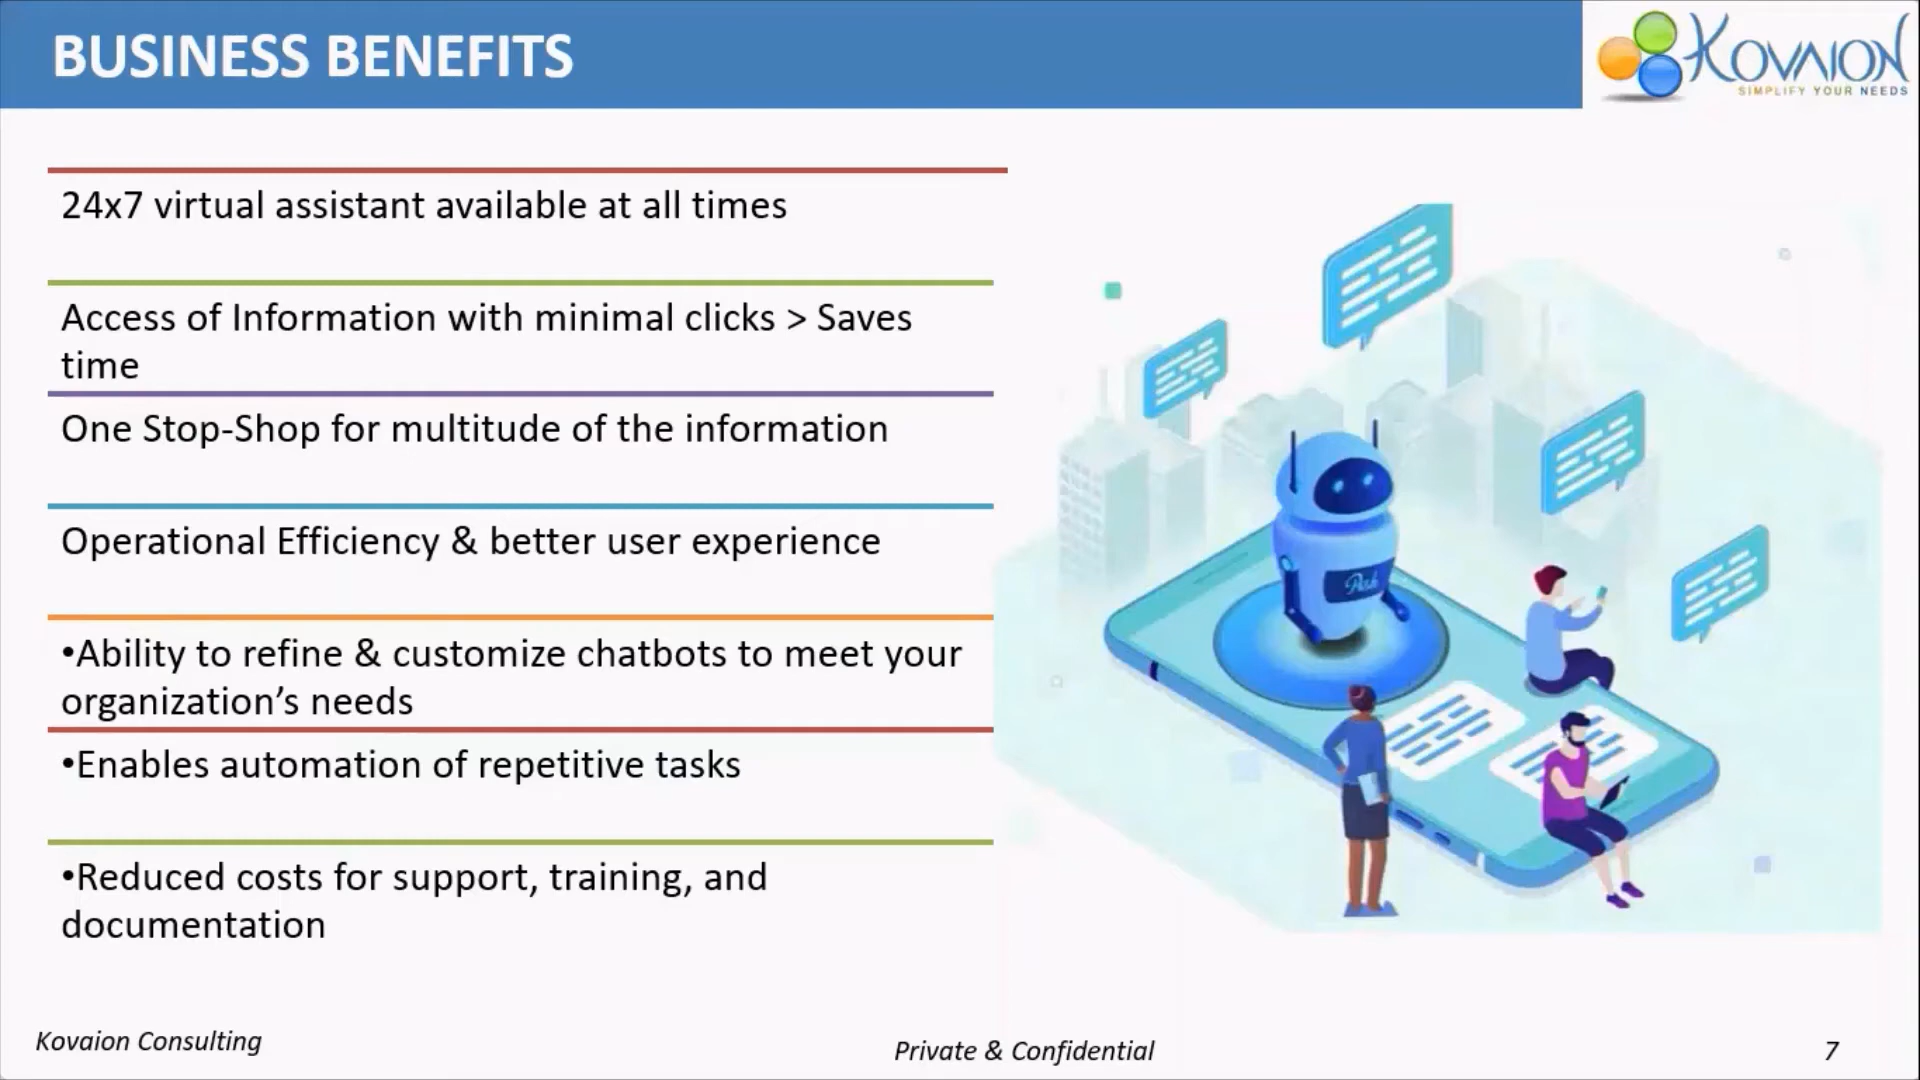 BUSINESS BENEFITS
KOVAION
SIMPLIFY YOUR NEEDS
24x7 virtual assistant available at all times
Access of Information with minimal clicks > Saves
time
One Stop-Shop for multitude of the information
Operational Efficiency & better user experience
•Ability to refine & customize chatbots to meet your
organization’s needs
•Enables automation of repetitive tasks
•Reduced costs for support, training, and
documentation
Kovaion Consulting
Private & Confidential
7